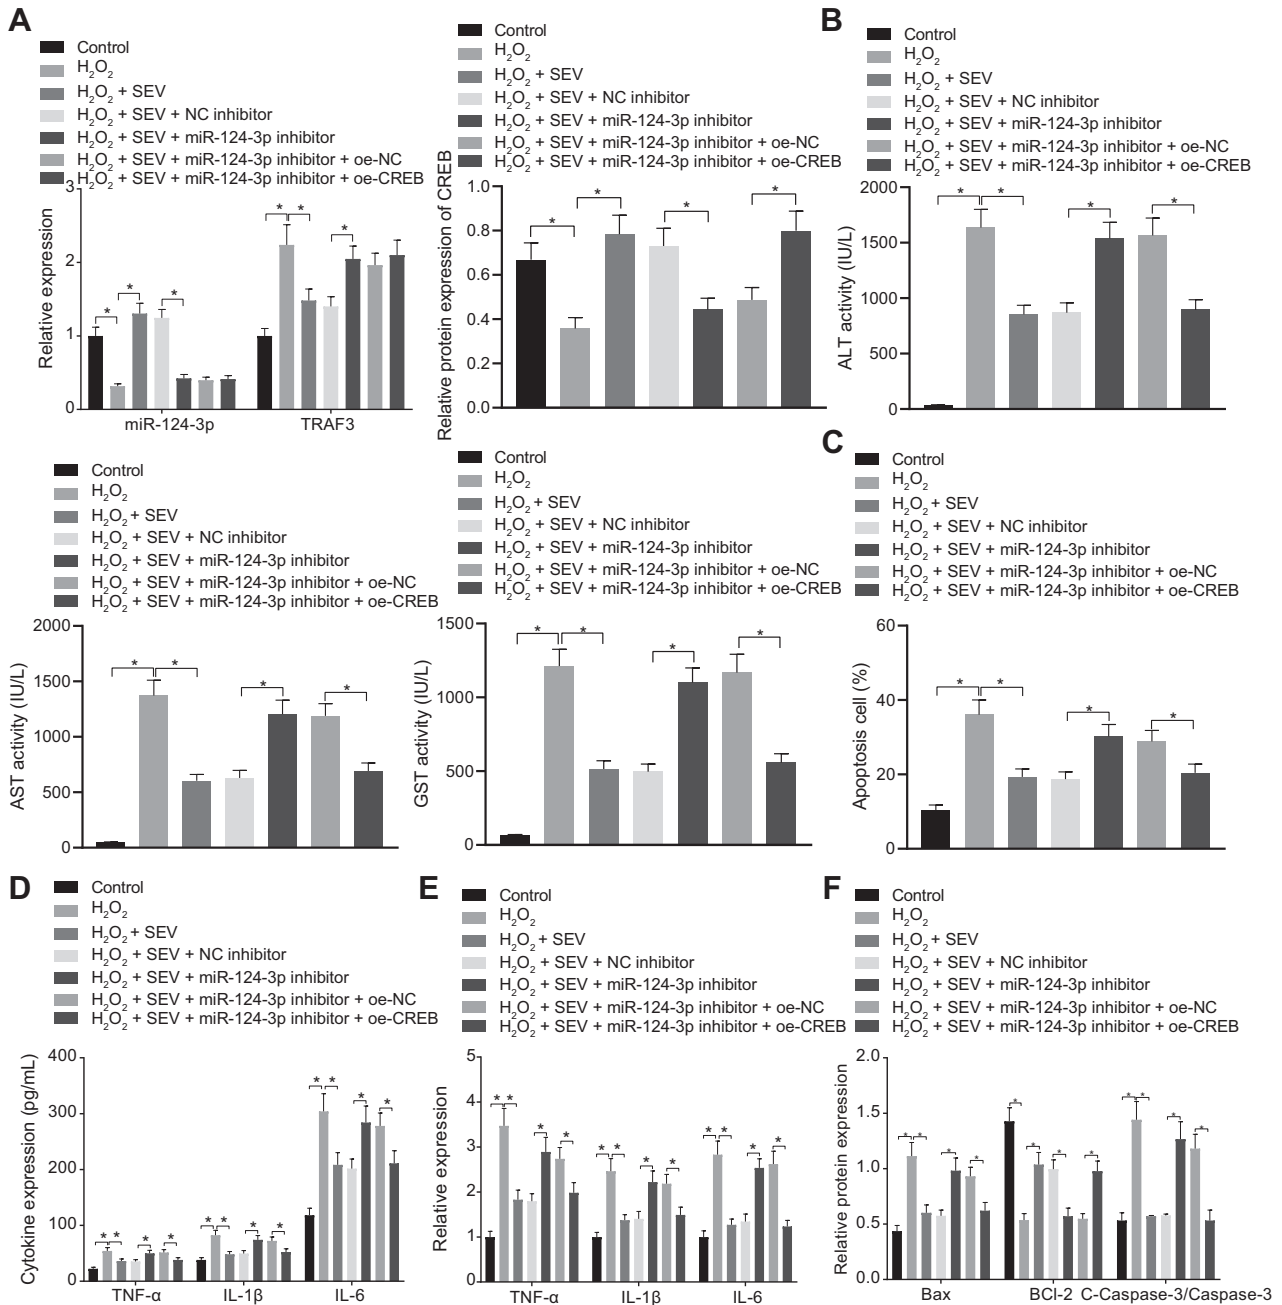 A
Control
H2O2
H2O2 + SEV
H2O2 + SEV + NC inhibitor
H2O2 + SEV + miR-124-3p inhibitor
H2O2 + SEV + miR-124-3p inhibitor + oe-NC
H2O2 + SEV + miR-124-3p inhibitor + oe-CREB
Relative expression
3
2
1
0
* * * * * *
miR-124-3p TRAF3
Control
H2O2
H2O2 + SEV
H2O2 + SEV + NC inhibitor
H2O2 + SEV + miR-124-3p inhibitor
H2O2 + SEV + miR-124-3p inhibitor + oe-NC
H2O2 + SEV + miR-124-3p inhibitor + oe-CREB
Relative protein expression of CREB
1.0
0.8
0.6
0.4
0.2
0.0
* * * *
B
Control
H2O2
H2O2 + SEV
H2O2 + SEV + NC inhibitor
H2O2 + SEV + miR-124-3p inhibitor
H2O2 + SEV + miR-124-3p inhibitor + oe-NC
H2O2 + SEV + miR-124-3p inhibitor + oe-CREB
ALT activity (IU/L)
2000
1500
1000
500
0
* * * *
Control
H2O2
H2O2 + SEV
H2O2 + SEV + NC inhibitor
H2O2 + SEV + miR-124-3p inhibitor
H2O2 + SEV + miR-124-3p inhibitor + oe-NC
H2O2 + SEV + miR-124-3p inhibitor + oe-CREB
AST activity (IU/L)
2000
1500
1000
500
0
* * * *
Control
H2O2
H2O2 + SEV
H2O2 + SEV + NC inhibitor
H2O2 + SEV + miR-124-3p inhibitor
H2O2 + SEV + miR-124-3p inhibitor + oe-NC
H2O2 + SEV + miR-124-3p inhibitor + oe-CREB
GST activity (IU/L)
1500
1000
500
0
* * * *
C
Control
H2O2
H2O2 + SEV
H2O2 + SEV + NC inhibitor
H2O2 + SEV + miR-124-3p inhibitor
H2O2 + SEV + miR-124-3p inhibitor + oe-NC
H2O2 + SEV + miR-124-3p inhibitor + oe-CREB
Apoptosis cell (%)
60
40
20
0
* * * *
D
Control
H2O2
H2O2 + SEV
H2O2 + SEV + NC inhibitor
H2O2 + SEV + miR-124-3p inhibitor
H2O2 + SEV + miR-124-3p inhibitor + oe-NC
H2O2 + SEV + miR-124-3p inhibitor + oe-CREB
Cytokine expression (pg/mL)
400
300
200
100
0
* * * * * * * * * * * *
TNF-α IL-1β IL-6
E
Control
H2O2
H2O2 + SEV
H2O2 + SEV + NC inhibitor
H2O2 + SEV + miR-124-3p inhibitor
H2O2 + SEV + miR-124-3p inhibitor + oe-NC
H2O2 + SEV + miR-124-3p inhibitor + oe-CREB
Relative expression
5
4
3
2
1
0
* * * * * * * * * * * *
TNF-α IL-1β IL-6
F
Control
H2O2
H2O2 + SEV
H2O2 + SEV + NC inhibitor
H2O2 + SEV + miR-124-3p inhibitor
H2O2 + SEV + miR-124-3p inhibitor + oe-NC
H2O2 + SEV + miR-124-3p inhibitor + oe-CREB
Relative protein expression
2.0
1.5
1.0
0.5
0.0
* * * * * * * * * * * *
Bax BCl-2 C-Caspase-3/Caspase-3